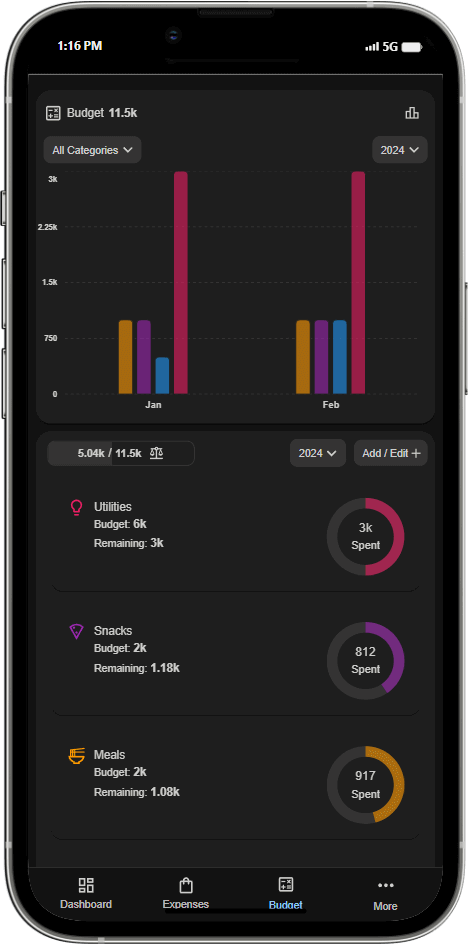 1:16 PM 5G
Budget 11.5k
All Categories 2024
3k
2.25k
1.5k
750
0
Jan Feb
5.04k / 11.5k 2024 Add / Edit +
Utilities
Budget: 6k
Remaining: 3k
3k
Spent
Snacks
Budget: 2k
Remaining: 1.18k
812
Spent
Meals
Budget: 2k
Remaining: 1.08k
917
Spent
Dashboard Expenses Budget More